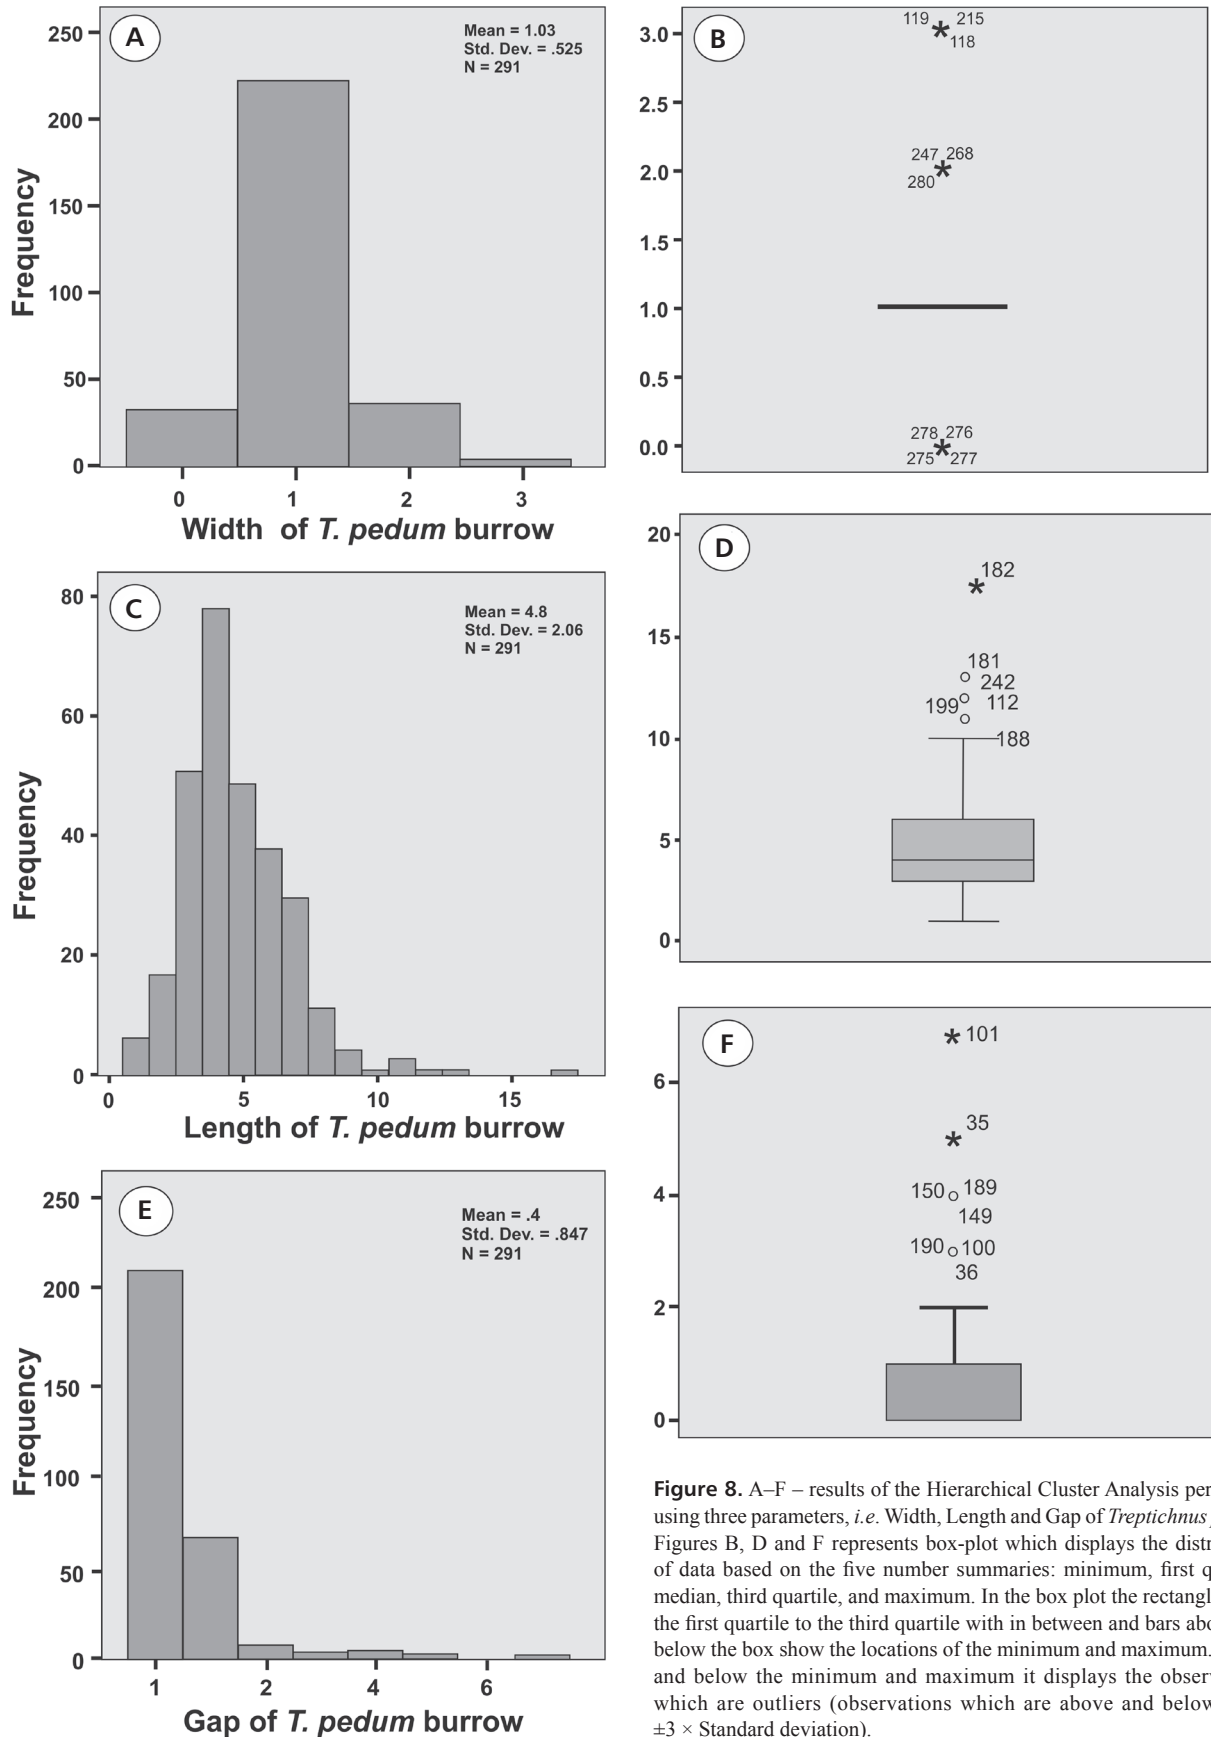 A
Mean = 1.03
Std. Dev. = .525
N = 291
250
200
150
100
50
0
Frequency
0 1 2 3
Width of T. pedum burrow
B
3.0
2.5
2.0
1.5
1.0
0.5
0.0
119 215
118
247 268
280
278 276
275 277
C
Mean = 4.8
Std. Dev. = 2.06
N = 291
80
60
40
20
0
Frequency
0 5 10 15
Length of T. pedum burrow
D
20
15
10
5
0
182
181
242
199 112
188
E
Mean = .4
Std. Dev. = .847
N = 291
250
200
150
100
50
0
Frequency
1 2 4 6
Gap of T. pedum burrow
F
6
4
2
0
101
35
150 189
149
190 100
36
Figure 8. A–F – results of the Hierarchical Cluster Analysis per
using three parameters, i.e. Width, Length and Gap of Treptichnus
Figures B, D and F represents box-plot which displays the distr
of data based on the five number summaries: minimum, first q
median, third quartile, and maximum. In the box plot the rectangl
the first quartile to the third quartile with in between and bars abo
below the box show the locations of the minimum and maximum.
and below the minimum and maximum it displays the obser
which are outliers (observations which are above and below
±3 × Standard deviation).